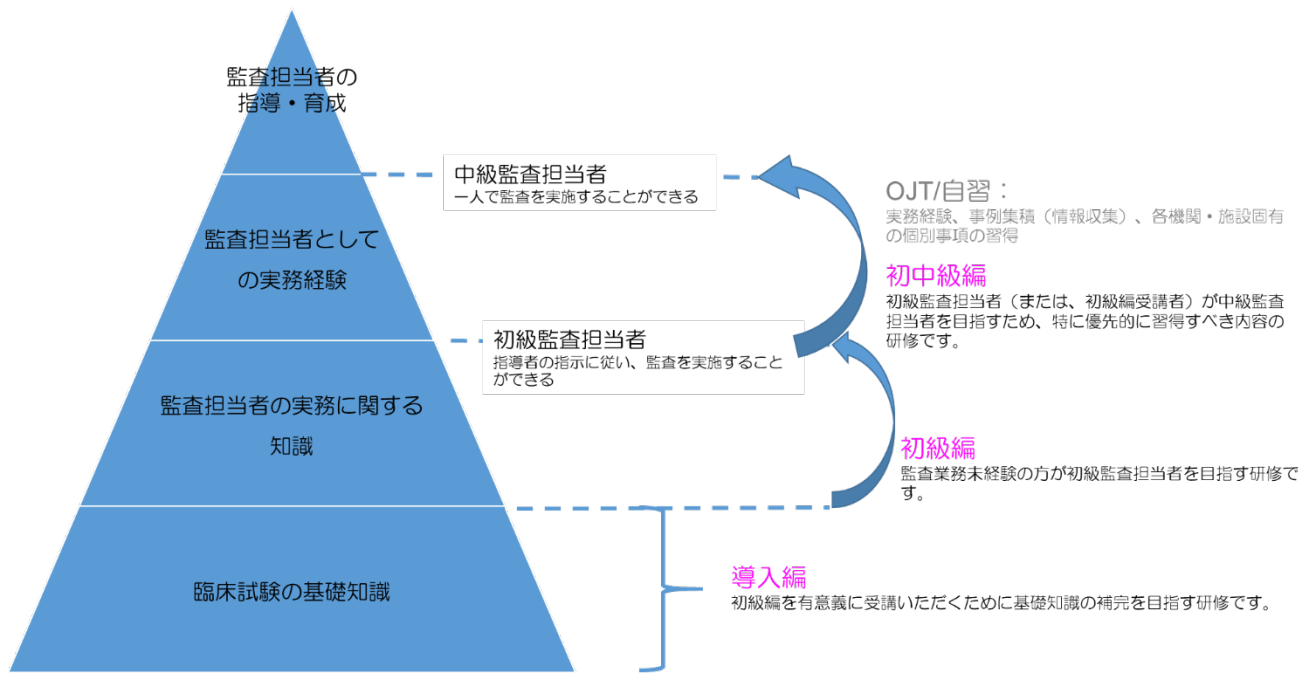 監査担当者の
指導・育成
中級監査担当者
一人で監査を実施することができる
OJT/自習：
実務経験、事例集積（情報収集）、各機関・施設固有
の個別事項の習得
監査担当者として
の実務経験
初中級編
初級監査担当者（または、初級編受講者）が中級監査
担当者を目指すため、特に優先的に習得すべき内容の
研修です。
初級監査担当者
指導者の指示に従い、監査を実施すること
ができる
監査担当者の実務に関する
知識
初級編
監査業務未経験の方が初級監査担当者を目指す研修で
す。
臨床試験の基礎知識
導入編
初級編を有意義に受講いただくために基礎知識の補完を目指す研修です。